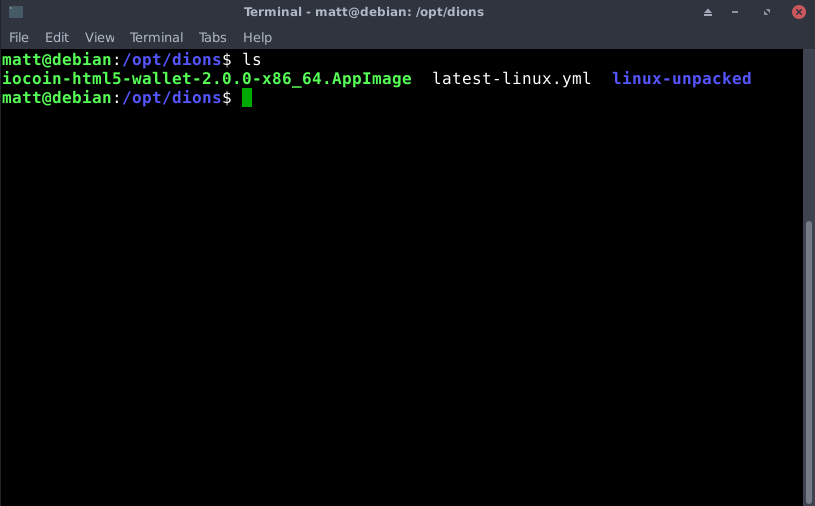 Terminal - matt@debian: /opt/dions
File Edit View Terminal Tabs Help
matt@debian:/opt/dions$ ls
iocoin-html5-wallet-2.0.0-x86_64.AppImage  latest-linux.yml  linux-unpacked
matt@debian:/opt/dions$